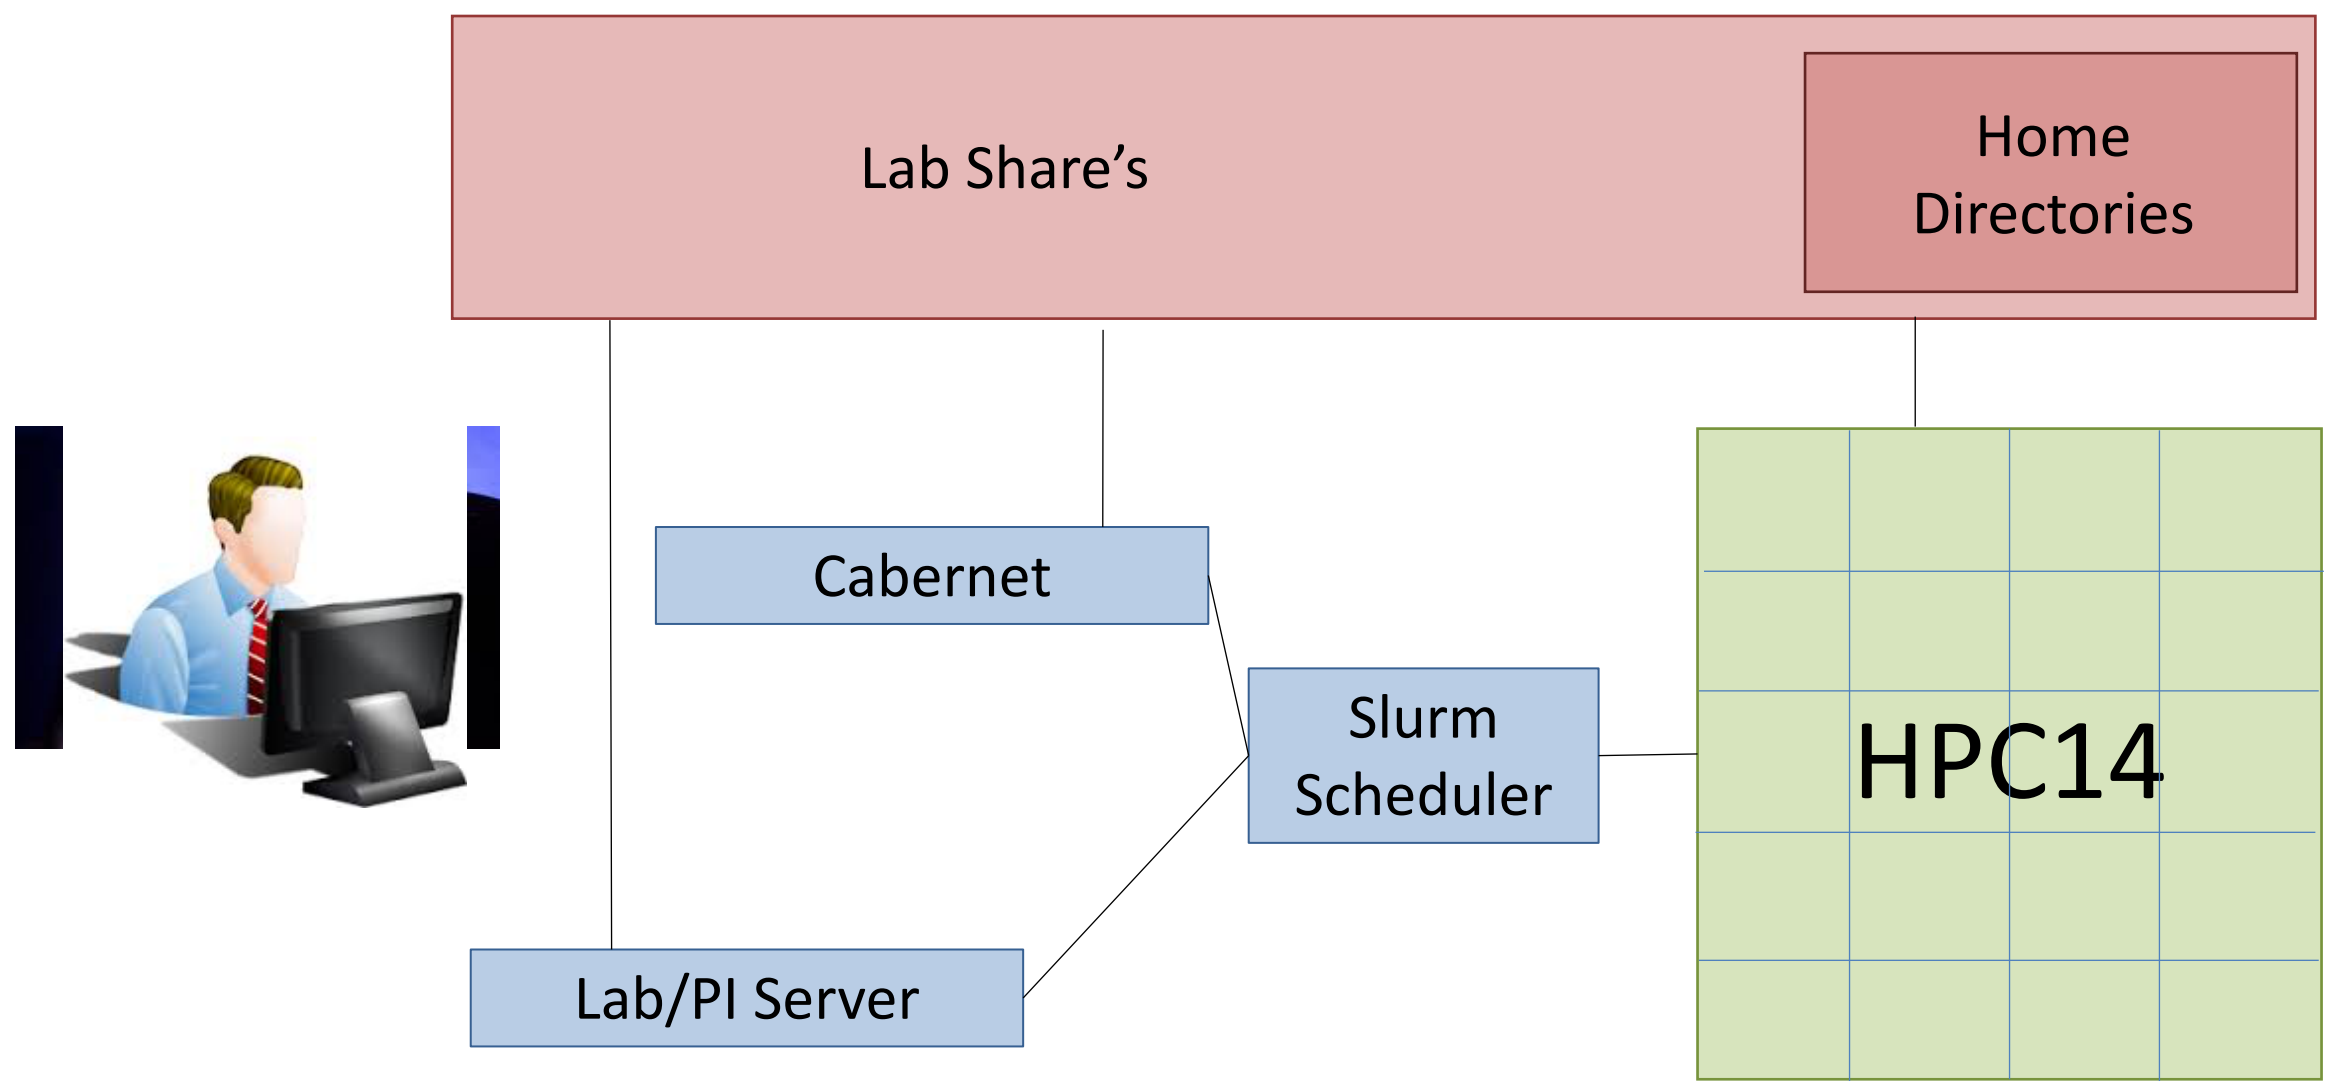 Lab Share’s
Home
Directories
Cabernet
Slurm
Scheduler
HPC14
Lab/PI Server